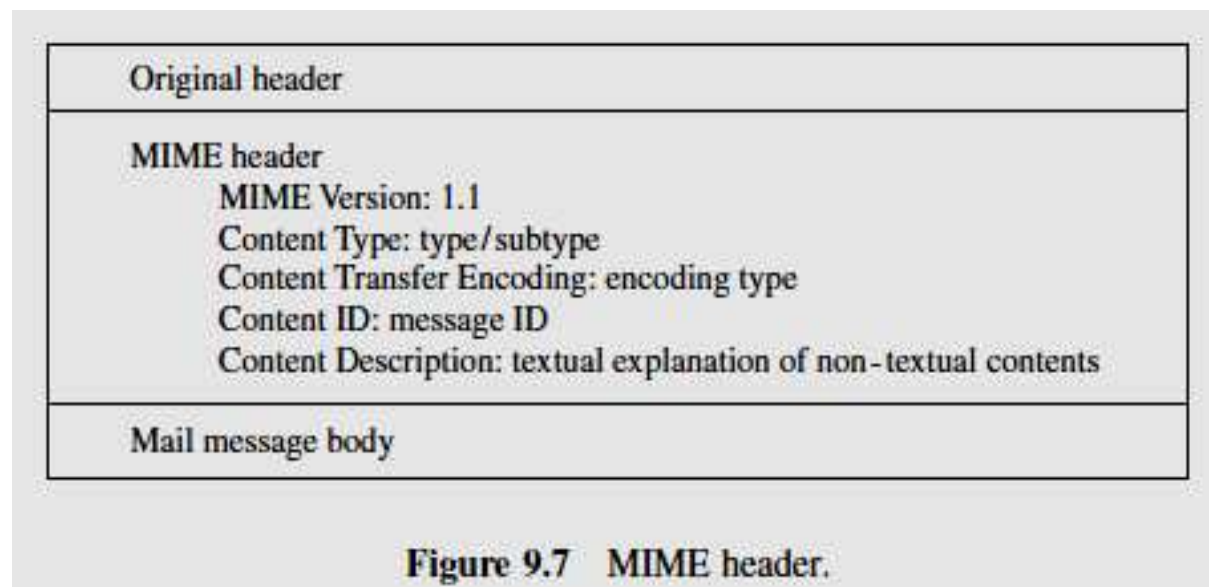 Original header
MIME header
MIME Version: 1.1
Content Type: type/subtype
Content Transfer Encoding: encoding type
Content ID: message ID
Content Description: textual explanation of non-textual contents
Mail message body
Figure 9.7 MIME header.